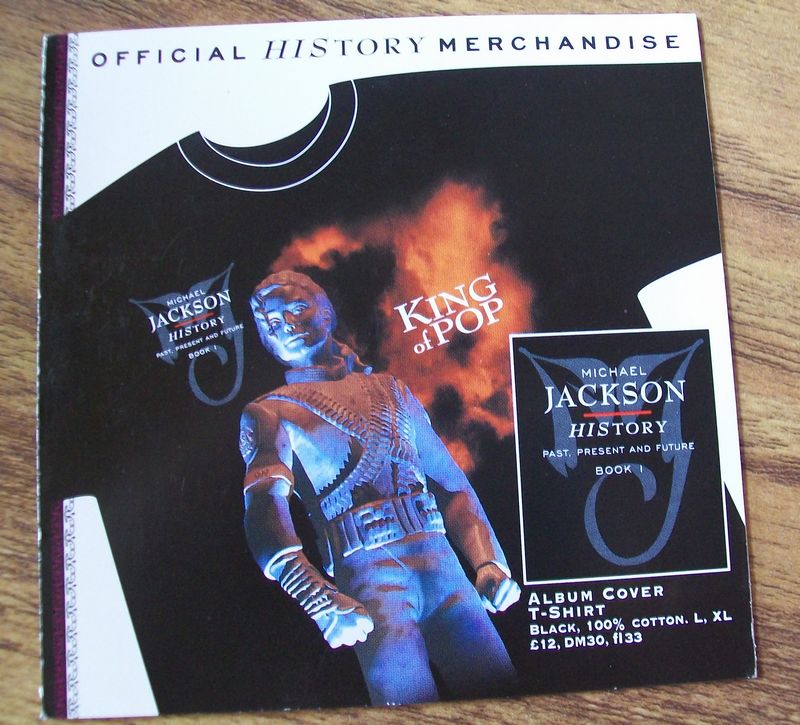 OFFICIAL HISTORY MERCHANDISE
MICHAEL
JACKSON
HISTORY
PAST, PRESENT AND FUTURE
BOOK I
KING
of POP
MICHAEL
JACKSON
HISTORY
PAST, PRESENT AND FUTURE
BOOK I
ALBUM COVER
T-SHIRT
BLACK, 100% COTTON. L, XL
£12, DM30, fl33